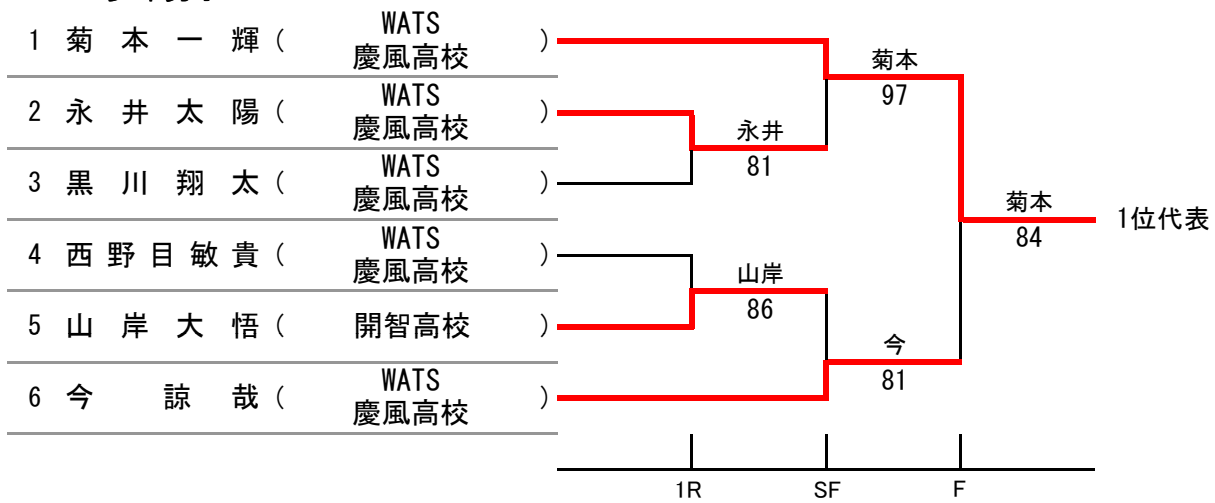 1 菊本一輝 ( WATS 慶風高校 )
2 永井太陽 ( WATS 慶風高校 )
3 黒川翔太 ( WATS 慶風高校 )
4 西野目敏貴 ( WATS 慶風高校 )
5 山岸大悟 ( 開智高校 )
6 今諒哉 ( WATS 慶風高校 )
永井
81
山岸
86
菊本
97
今
81
菊本
84
1位代表
1R SF F